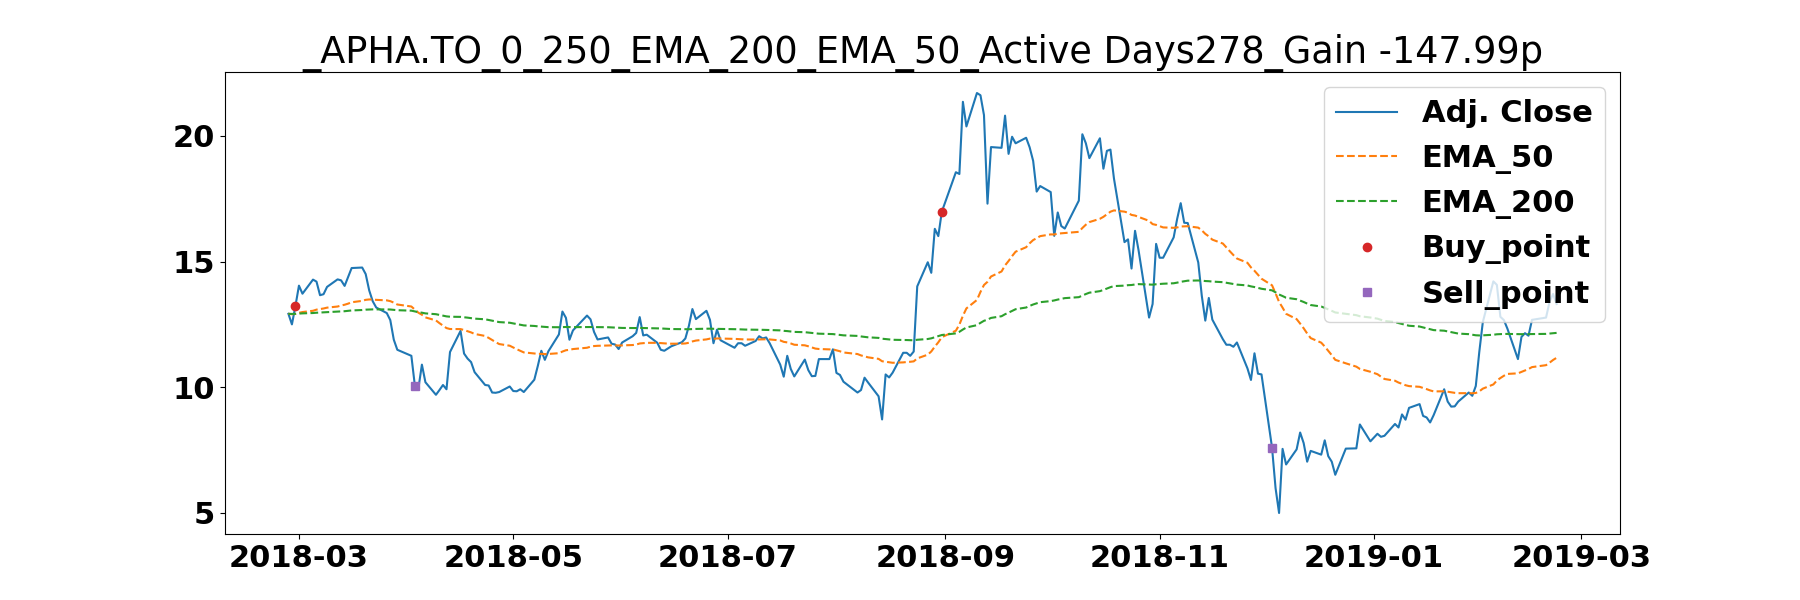 _APHA.TO_0_250_EMA_200_EMA_50_Active Days278_Gain -147.99p
Adj. Close
EMA_50
EMA_200
Buy_point
Sell_point
20
15
10
5
2018-03 2018-05 2018-07 2018-09 2018-11 2019-01 2019-03